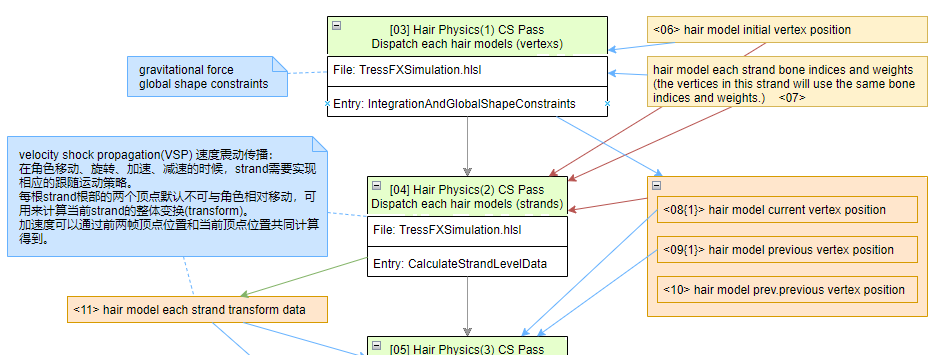 [03] Hair Physics(1) CS Pass
Dispatch each hair models (vertexs)
File: TressFXSimulation.hlsl
Entry: IntegrationAndGlobalShapeConstraints
<06> hair model initial vertex position
gravitational force
global shape constraints
hair model each strand bone indices and weights
(the vertices in this strand will use the same bone
indices and weights.) <07>
velocity shock propagation(VSP) 速度震动传播：
在角色移动、旋转、加速、减速的时候，strand需要实现
相应的跟随运动策略。
每根strand根部的两个顶点默认不可与角色相对移动，可
用来计算当前strand的整体变换(transform)。
加速度可以通过前两帧顶点位置和当前顶点位置共同计算
得到。
[04] Hair Physics(2) CS Pass
Dispatch each hair models (strands)
File: TressFXSimulation.hlsl
Entry: CalculateStrandLevelData
<08{1}> hair model current vertex position
<09{1}> hair model previous vertex position
<10> hair model prev.previous vertex position
<11> hair model each strand transform data
[05] Hair Physics(3) CS Pass